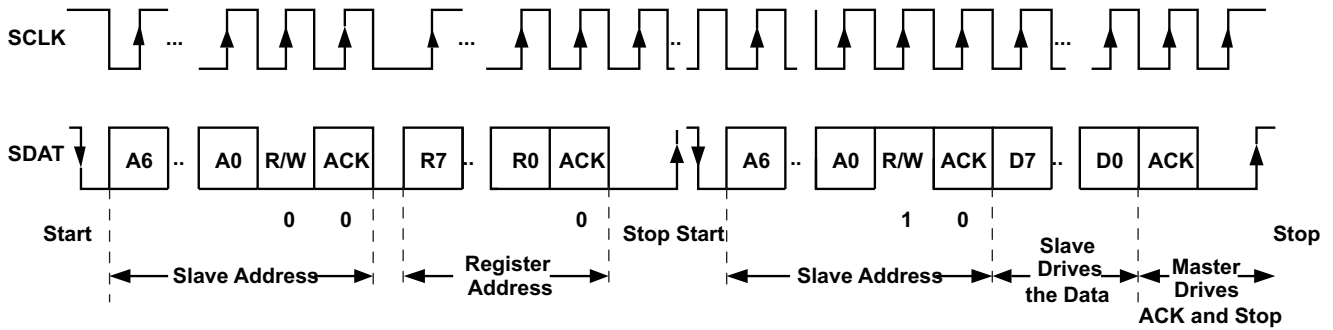 SCLK ... ... .. ...
SDAT A6 .. A0 R/W ACK R7 .. R0 ACK A6 .. A0 R/W ACK D7 .. D0 ACK
0 0 0 1 0
Start Stop Start Stop
Slave Address
Register
Address
Slave Address
Slave
Drives
the Data
Master
Drives
ACK and Stop